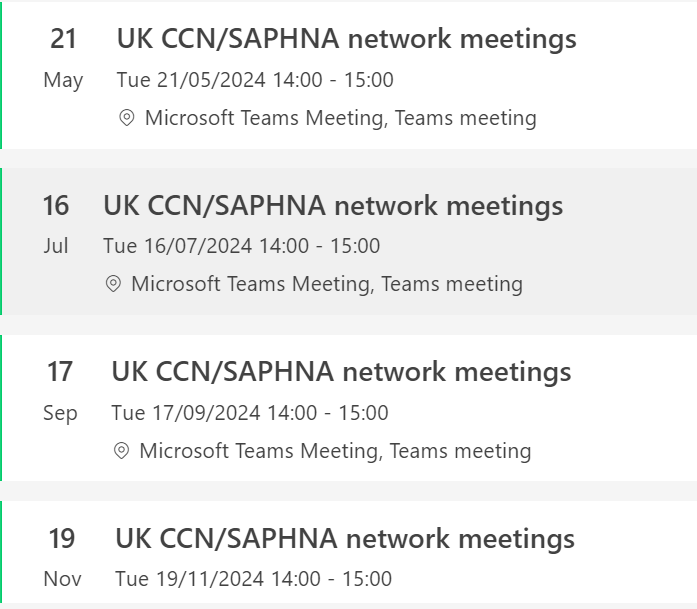 21 UK CCN/SAPHNA network meetings
May Tue 21/05/2024 14:00 - 15:00
Microsoft Teams Meeting, Teams meeting
16 UK CCN/SAPHNA network meetings
Jul Tue 16/07/2024 14:00 - 15:00
Microsoft Teams Meeting, Teams meeting
17 UK CCN/SAPHNA network meetings
Sep Tue 17/09/2024 14:00 - 15:00
Microsoft Teams Meeting, Teams meeting
19 UK CCN/SAPHNA network meetings
Nov Tue 19/11/2024 14:00 - 15:00